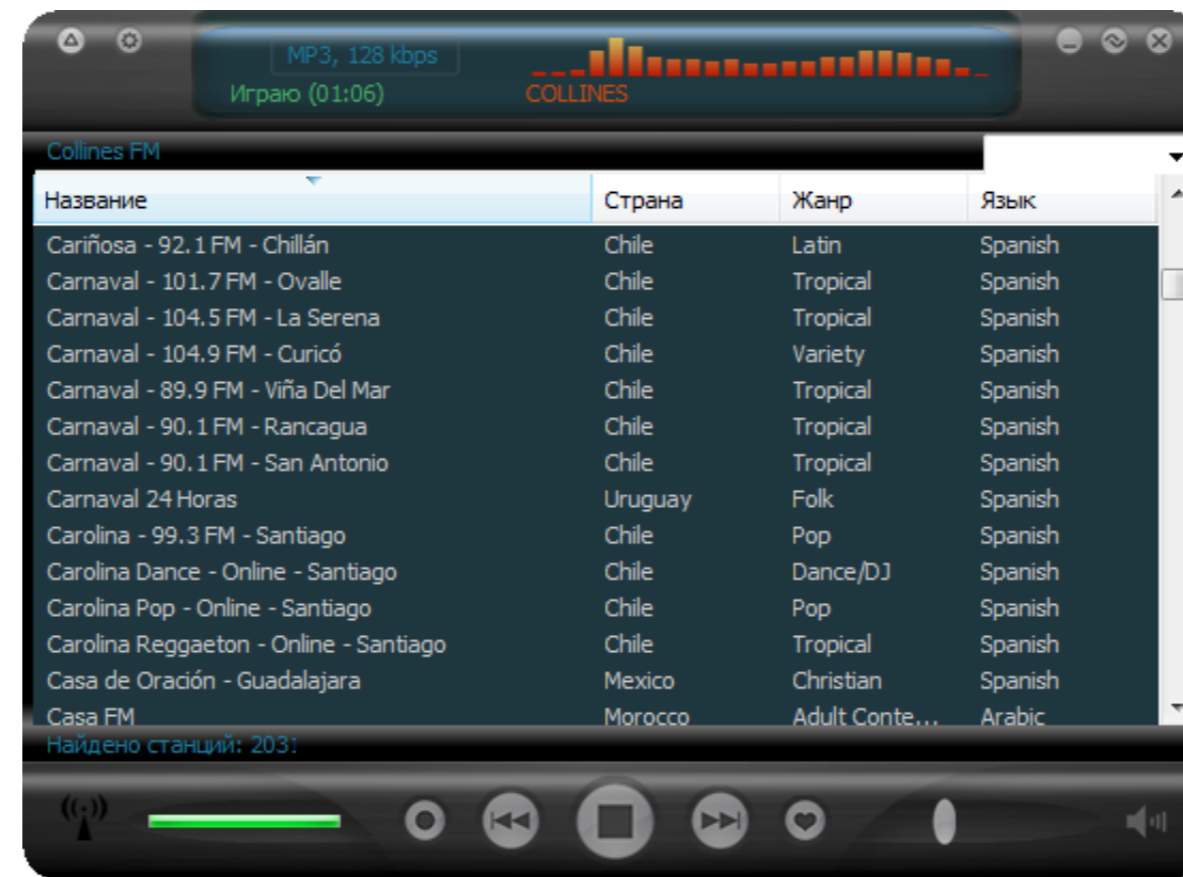 MP3, 128 kbps
Играю (01:06) COLLINES
Collines FM
Название Страна Жанр Язык
Cariñosa - 92.1 FM - Chillán Chile Latin Spanish
Carnaval - 101.7 FM - Ovalle Chile Tropical Spanish
Carnaval - 104.5 FM - La Serena Chile Tropical Spanish
Carnaval - 104.9 FM - Curicó Chile Variety Spanish
Carnaval - 89.9 FM - Viña Del Mar Chile Tropical Spanish
Carnaval - 90.1 FM - Rancagua Chile Tropical Spanish
Carnaval - 90.1 FM - San Antonio Chile Tropical Spanish
Carnaval 24 Horas Uruguay Folk Spanish
Carolina - 99.3 FM - Santiago Chile Pop Spanish
Carolina Dance - Online - Santiago Chile Dance/DJ Spanish
Carolina Pop - Online - Santiago Chile Pop Spanish
Carolina Reggaeton - Online - Santiago Chile Tropical Spanish
Casa de Oración - Guadalajara Mexico Christian Spanish
Casa FM Morocco Adult Conte... Arabic
Найдено станций: 2031